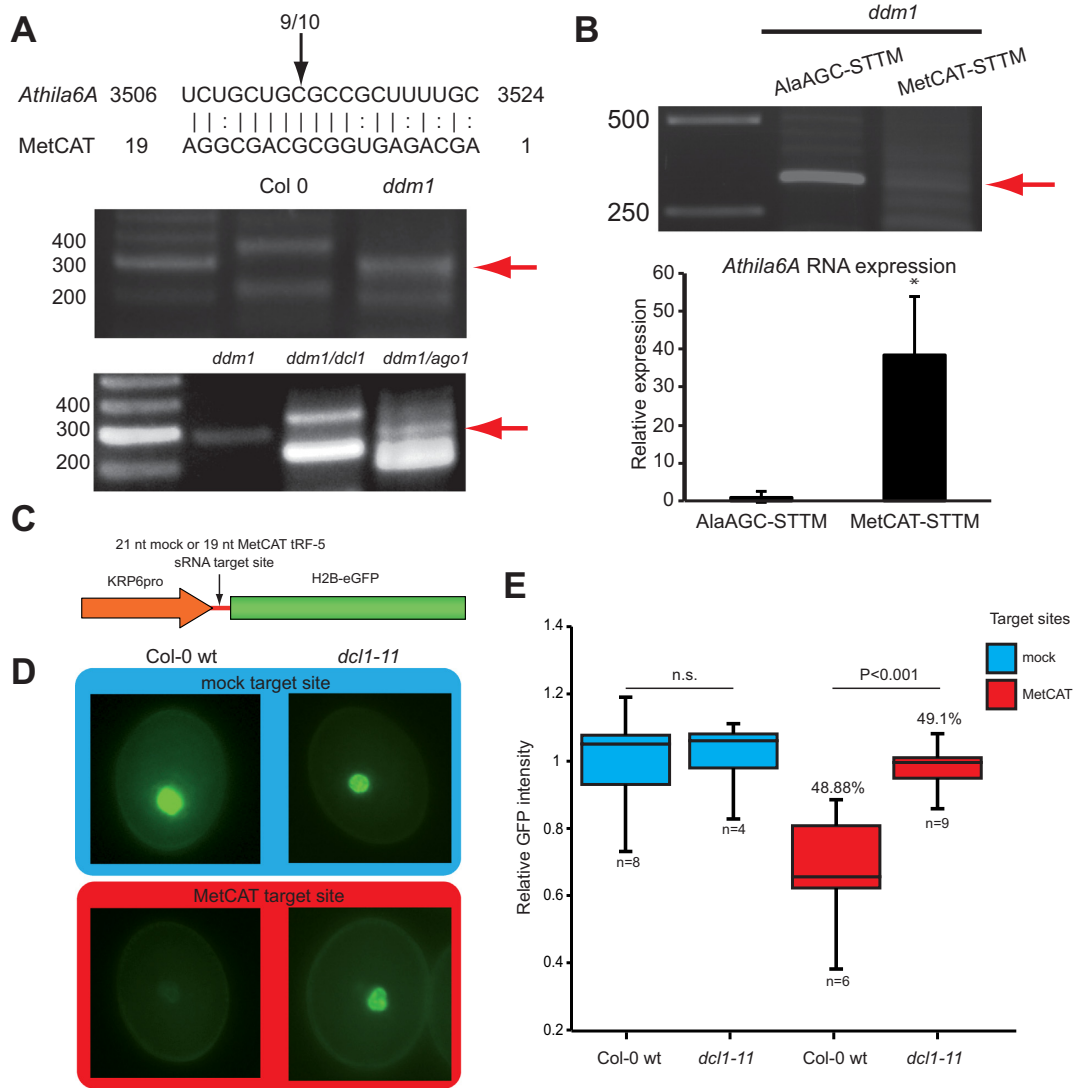 A
9/10
Athila6A 3506 UCUGCUGCGCCGCUUUUGC 3524
| | : | | | | | | | | : | | : | | :
MetCAT 19 AGGCGACGCGGUGAGACGA 1
Col 0 ddm1
400
300
200
ddm1 ddm1/dcl1 ddm1/ago1
400
300
200
B
ddm1
AlaAGC-STTM MetCAT-STTM
500
250
Athila6A RNA expression
*
Relative expression
60
50
40
30
20
10
0
AlaAGC-STTM MetCAT-STTM
C
21 nt mock or 19 nt MetCAT tRF-5
sRNA target site
KRP6pro H2B-eGFP
D
Col-0 wt dcl1-11
mock target site
MetCAT target site
E
Target sites
mock
MetCAT
Relative GFP intensity
1.4
1.2
1
0.8
0.6
0.4
0.2
n.s.
P<0.001
49.1%
48.88%
n=8
n=4
n=6
n=9
Col-0 wt dcl1-11 Col-0 wt dcl1-11